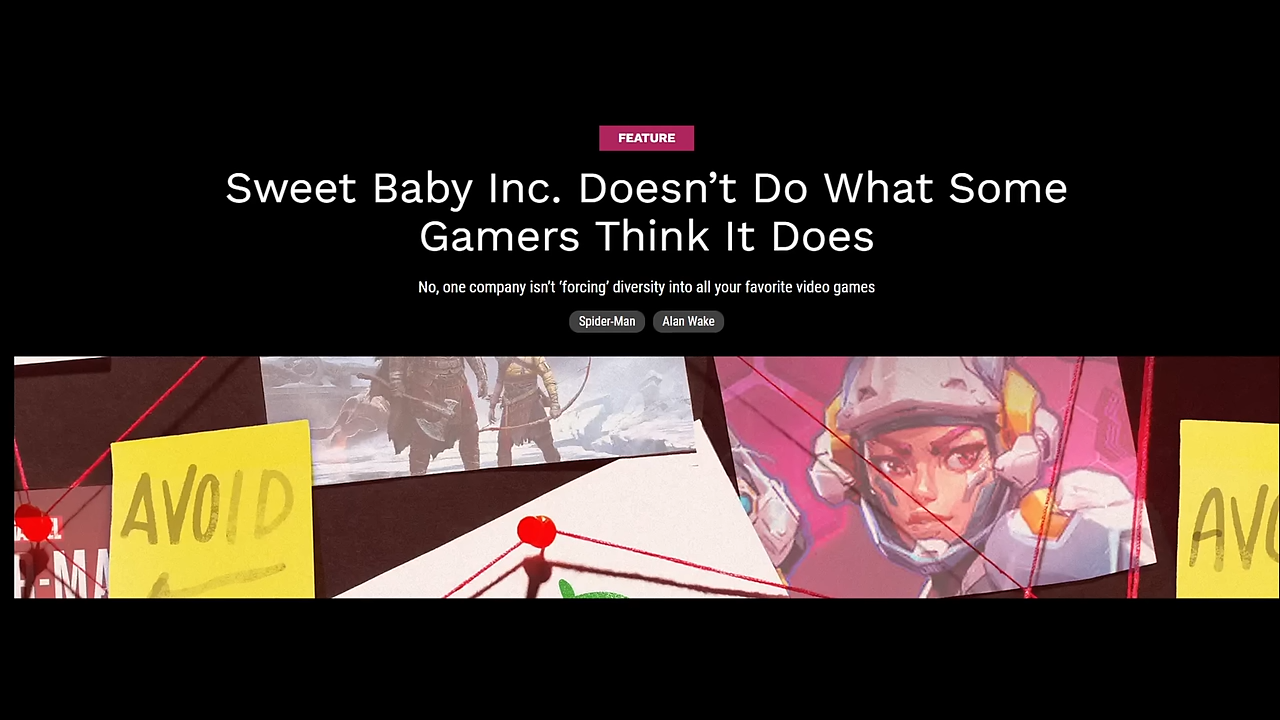 FEATURE
Sweet Baby Inc. Doesn’t Do What Some
Gamers Think It Does
No, one company isn’t ‘forcing’ diversity into all your favorite video games
Spider-Man
Alan Wake
AVOID